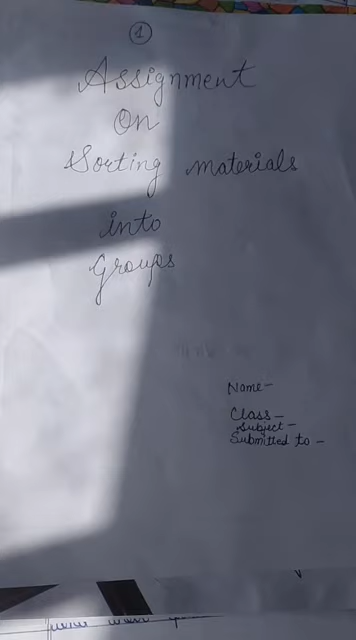 1
Assignment
On
Sorting materials
into
Groups
Name -
Class -
Subject -
Submitted to -